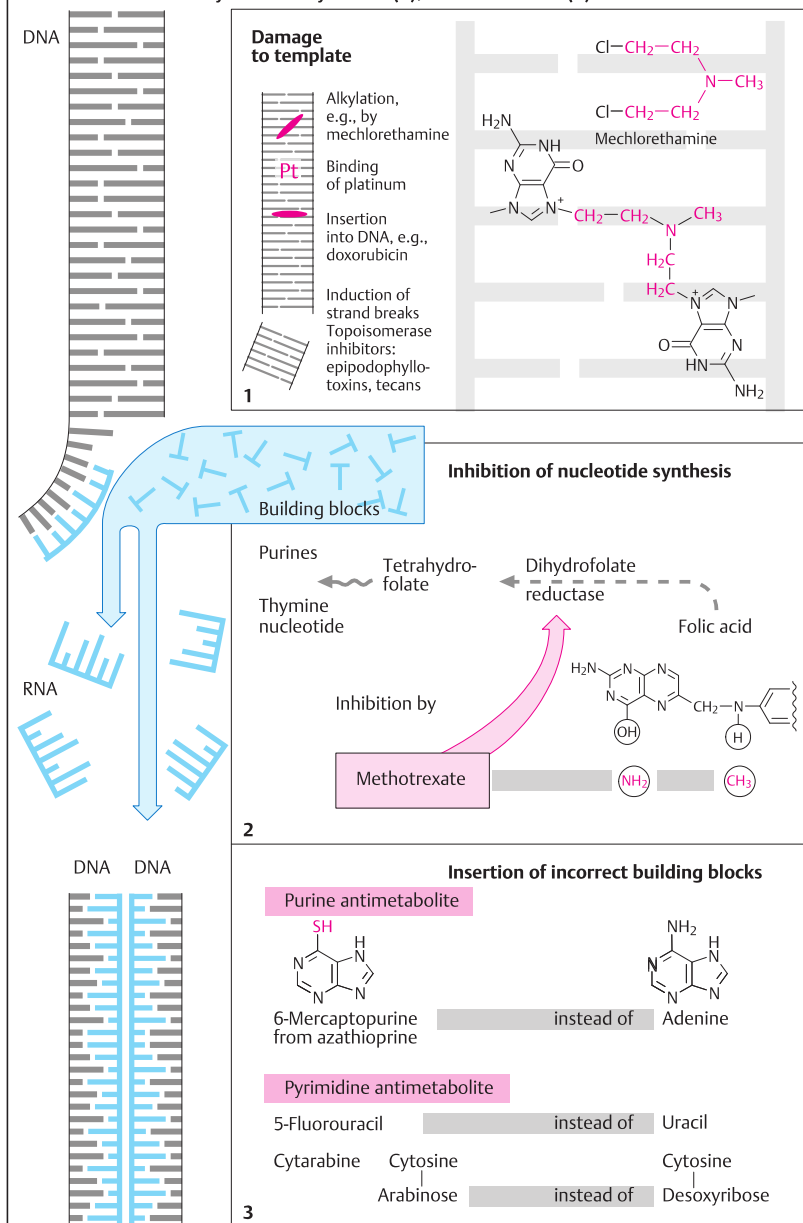 DNA
Damage
to template
Alkylation,
e.g., by
mechlorethamine
Pt
Binding
of platinum
Insertion
into DNA, e.g.,
doxorubicin
Induction of
strand breaks
Topoisomerase
inhibitors:
epipodophyllo-
toxins, tecans
1
Cl—CH₂—CH₂
N—CH₃
Cl—CH₂—CH₂
Mechlorethamine
H₂N
NH
N
O
N
N⁺
CH₂—CH₂
CH₃
N
H₂C
H₂C
N⁺
N
O
N
HN
NH₂
Building blocks
Inhibition of nucleotide synthesis
Purines
Thymine
nucleotide
Tetrahydro-
folate
Dihydrofolate
reductase
Folic acid
H₂N
N
N
N
N
CH₂—N
OH
H
Inhibition by
Methotrexate
NH₂
CH₃
2
RNA
DNA DNA
Insertion of incorrect building blocks
Purine antimetabolite
SH
H
N
N
N
N
NH₂
H
N
N
N
N
6-Mercaptopurine
from azathioprine
instead of
Adenine
Pyrimidine antimetabolite
5-Fluorouracil
instead of
Uracil
Cytarabine
Cytosine
Arabinose
instead of
Cytosine
Desoxyribose
3